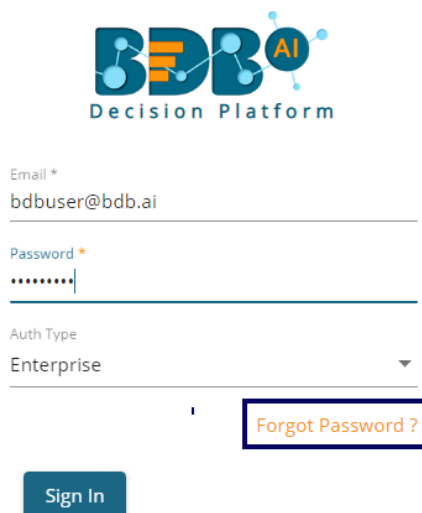 BDB AI
Decision Platform
Email *
bdbuser@bdb.ai
Password *
•••••••••
Auth Type
Enterprise
Forgot Password ?
Sign In